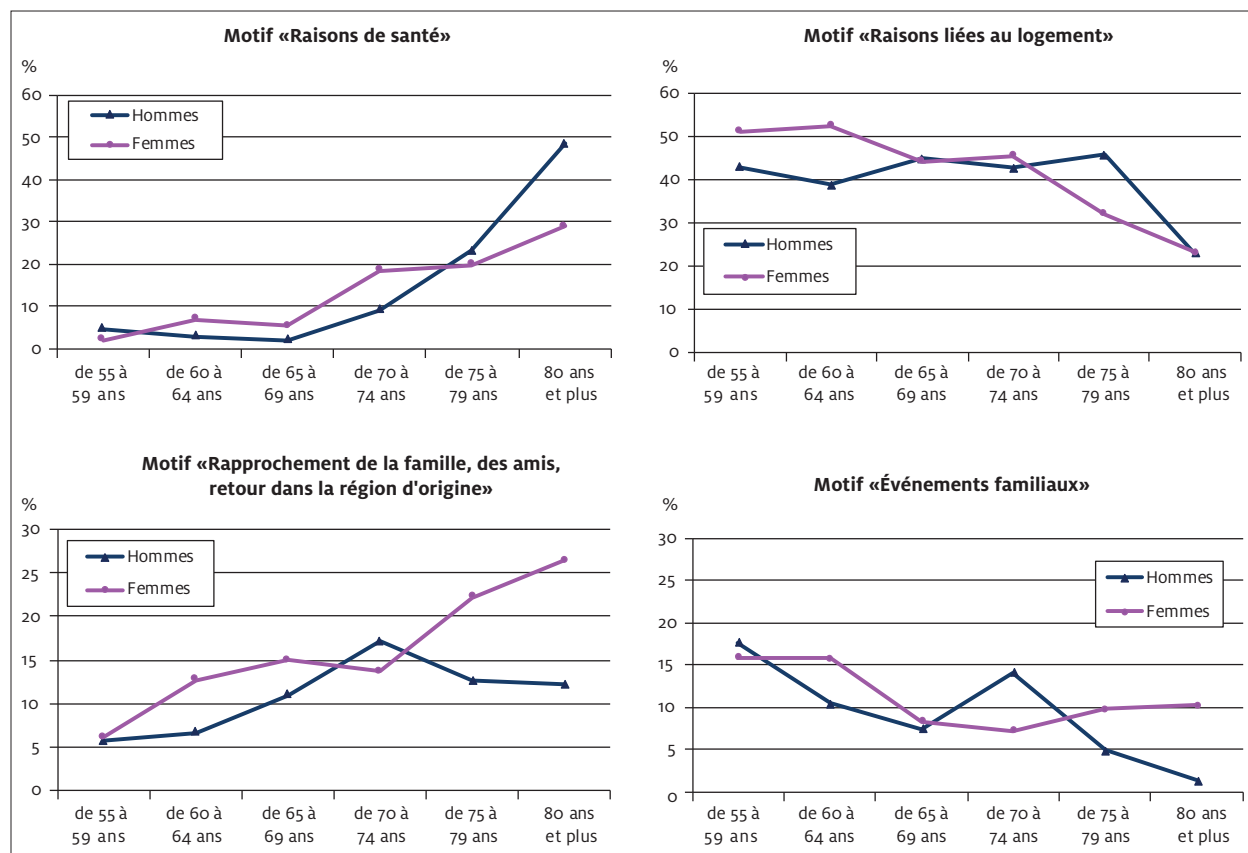 Motif «Raisons de santé»
%
60
50
40
30
20
10
0
Hommes
Femmes
de 55 à
59 ans
de 60 à
64 ans
de 65 à
69 ans
de 70 à
74 ans
de 75 à
79 ans
80 ans
et plus
Motif «Raisons liées au logement»
%
60
50
40
30
20
10
0
Hommes
Femmes
de 55 à
59 ans
de 60 à
64 ans
de 65 à
69 ans
de 70 à
74 ans
de 75 à
79 ans
80 ans
et plus
Motif «Rapprochement de la famille, des amis,
retour dans la région d'origine»
%
30
25
20
15
10
5
0
Hommes
Femmes
de 55 à
59 ans
de 60 à
64 ans
de 65 à
69 ans
de 70 à
74 ans
de 75 à
79 ans
80 ans
et plus
Motif «Événements familiaux»
%
30
25
20
15
10
5
0
Hommes
Femmes
de 55 à
59 ans
de 60 à
64 ans
de 65 à
69 ans
de 70 à
74 ans
de 75 à
79 ans
80 ans
et plus